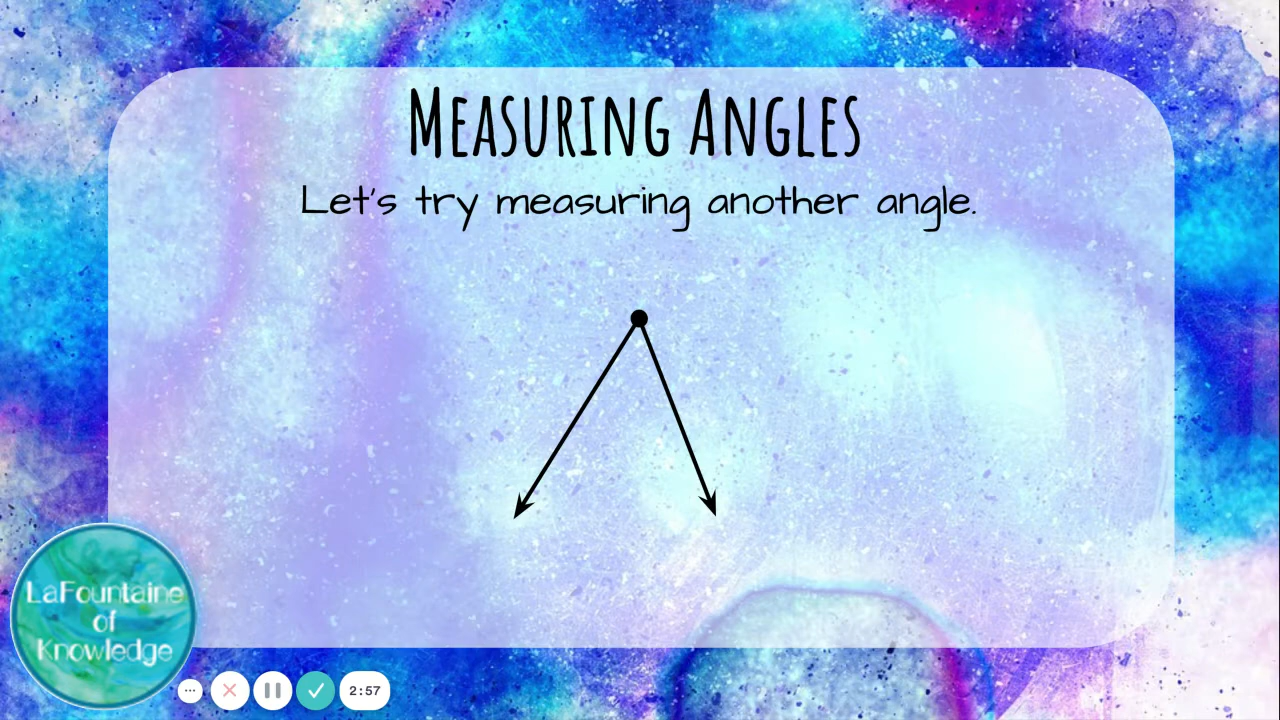 Measuring Angles
Let's try measuring another angle.
LaFountaine
of
Knowledge
2:57